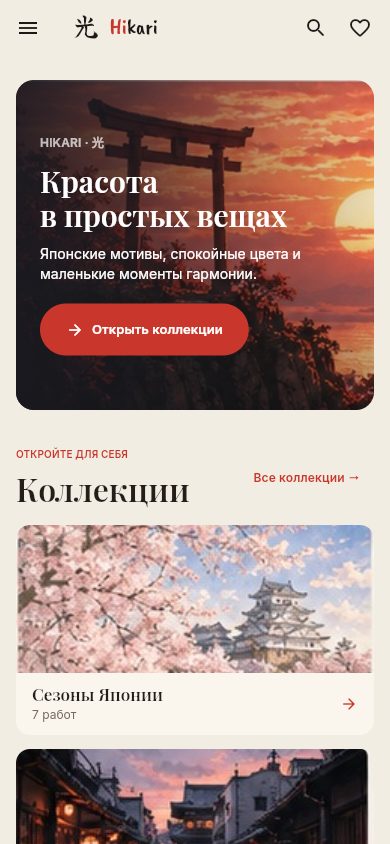 光 Hikari
HIKARI · 光
Красота
в простых вещах
Японские мотивы, спокойные цвета и
маленькие моменты гармонии.
→ Открыть коллекции
ОТКРОЙТЕ ДЛЯ СЕБЯ
Коллекции
Все коллекции →
Сезоны Японии
7 работ